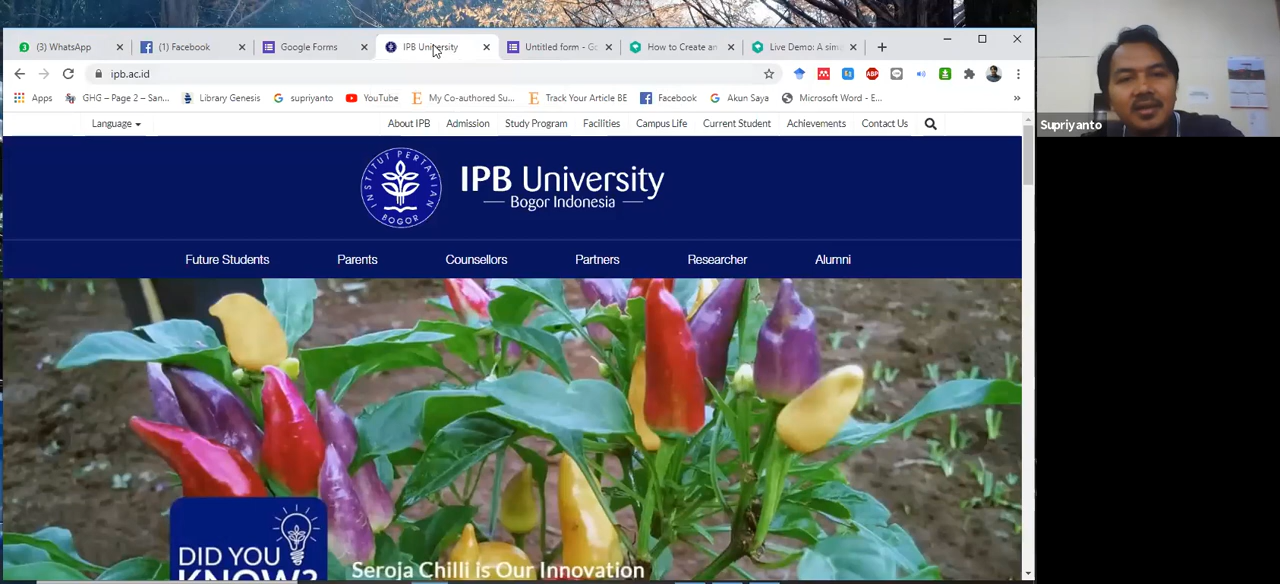 (3) WhatsApp
(1) Facebook
Google Forms
IPB University
Untitled form - Go
How to Create an
Live Demo: A sim
ipb.ac.id
ABP
Apps
GHG – Page 2 – San...
Library Genesis
supriyanto
YouTube
My Co-authored Su...
Track Your Article BE
Facebook
Akun Saya
Microsoft Word - E...
Language
About IPB
Admission
Study Program
Facilities
Campus Life
Current Student
Achievements
Contact Us
INSTITUT PERTANIAN
BOGOR
IPB University
Bogor Indonesia
Future Students
Parents
Counsellors
Partners
Researcher
Alumni
DID YOU
KNOW?
Seroja Chilli is Our Innovation
Supriyanto